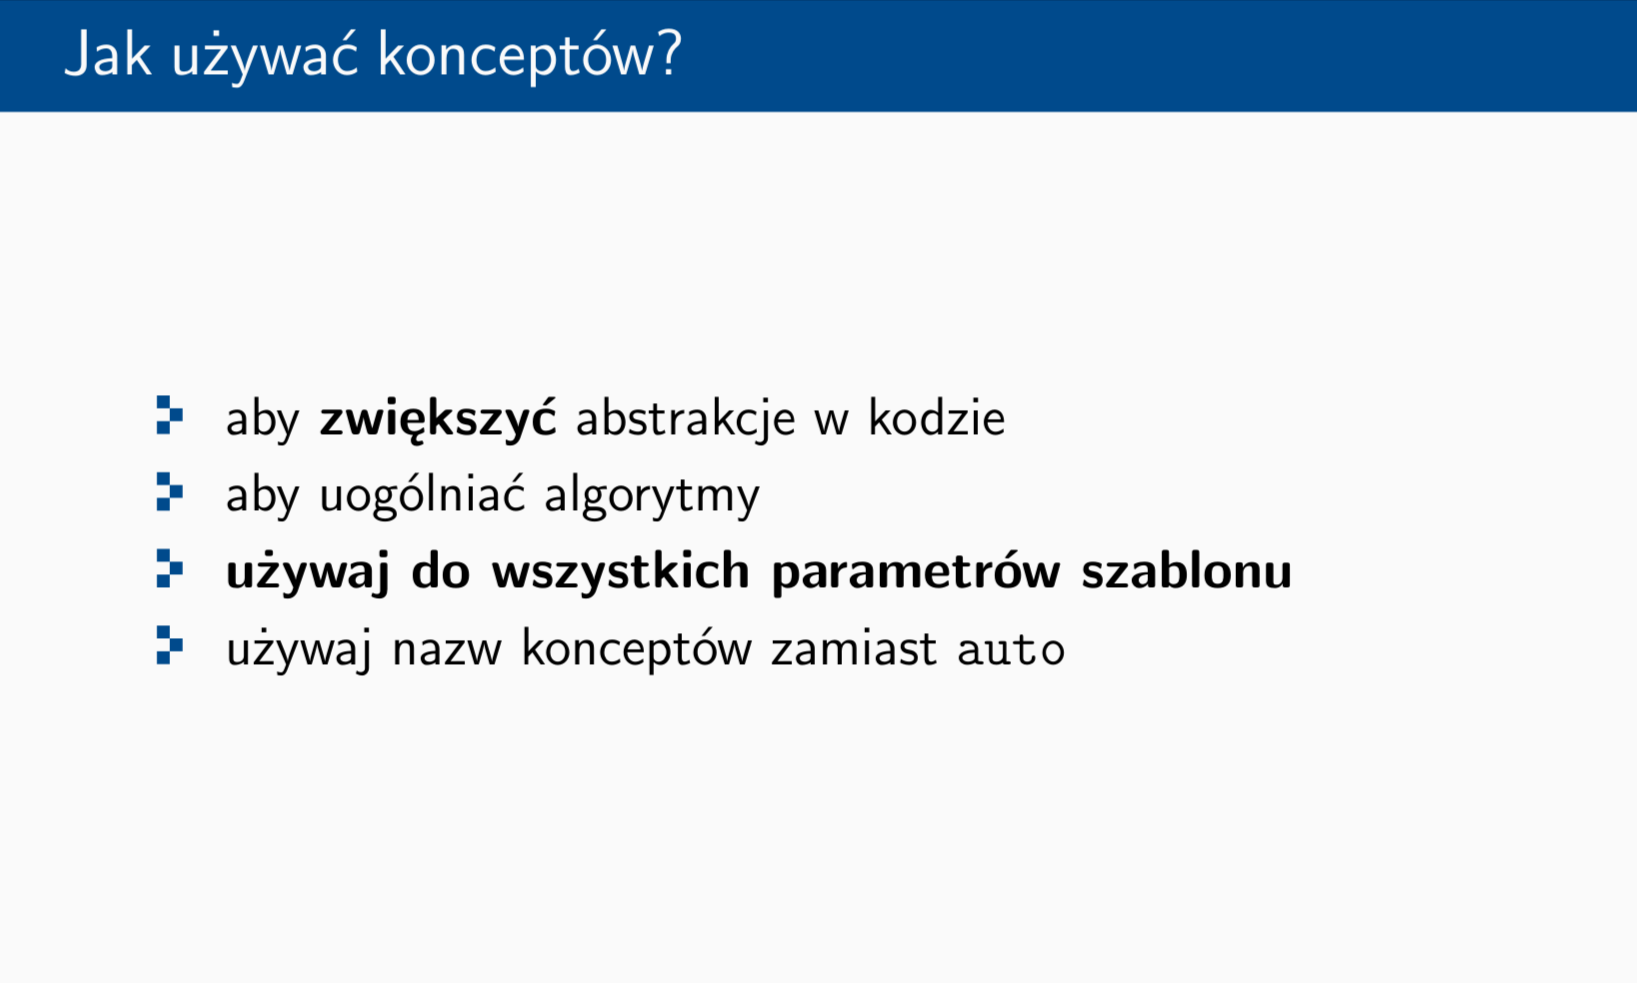 Jak używać konceptów?
aby zwiększyć abstrakcje w kodzie
aby uogólniać algorytmy
używaj do wszystkich parametrów szablonu
używaj nazw konceptów zamiast auto